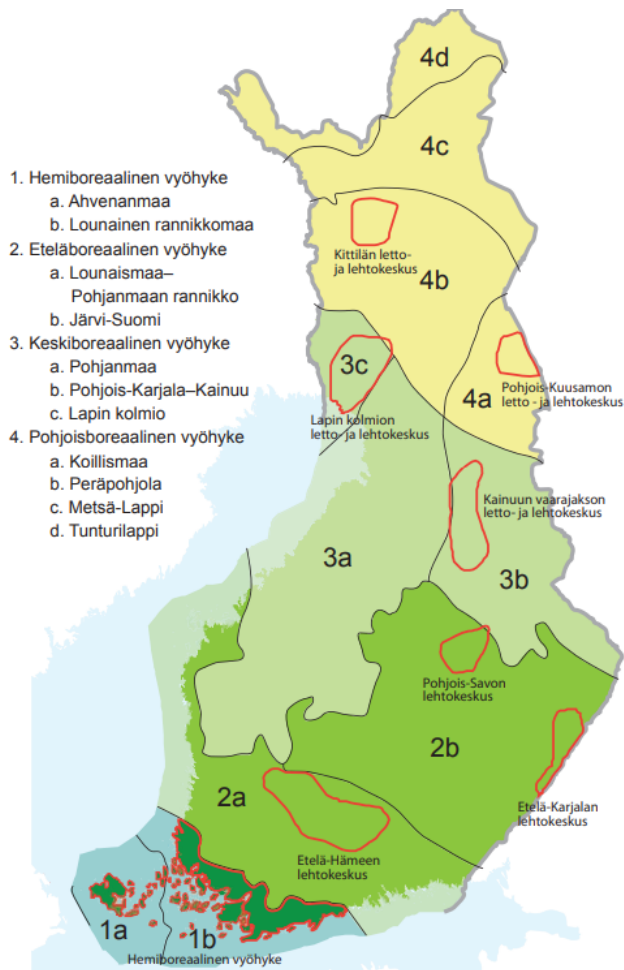 1. Hemiboreaalinen vyöhyke
a. Ahvenanmaa
b. Lounainen rannikkomaa
2. Eteläboreaalinen vyöhyke
a. Lounaismaa–
Pohjanmaan rannikko
b. Järvi-Suomi
3. Keskiboreaalinen vyöhyke
a. Pohjanmaa
b. Pohjois-Karjala–Kainuu
c. Lapin kolmio
4. Pohjoisboreaalinen vyöhyke
a. Koillismaa
b. Peräpohjola
c. Metsä-Lappi
d. Tunturilappi
4d
4c
Kittilän letto-
ja lehtokeskus
4b
3c
Lapin kolmion
letto- ja lehtokeskus
4a
Pohjois-Kuusamon
letto - ja lehtokeskus
Kainuun vaarajakson
letto- ja lehtokeskus
3a
3b
Pohjois-Savon
lehtokeskus
2b
2a
Etelä-Karjalan
lehtokeskus
Etelä-Hämeen
lehtokeskus
1a
1b
Hemiboreaalinen vyöhyke